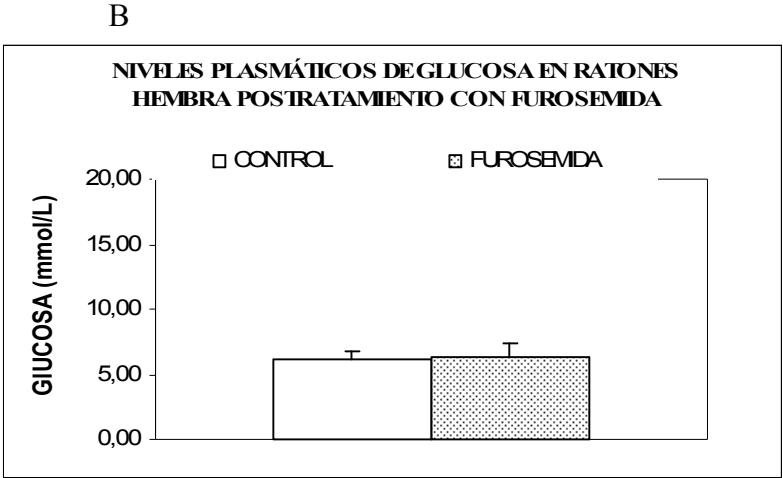 B
NIVELES PLASMÁTICOS DE GLUCOSA EN RATONES
HEMBRA POSTRATAMIENTO CON FUROSEMIDA
CONTROL FUROSEMIDA
20,00
15,00
10,00
5,00
0,00
GlUCOSA (mmol/L)